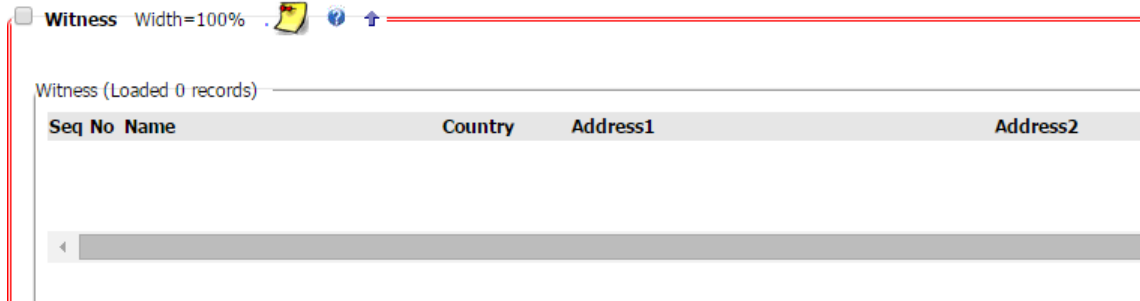 Witness Width=100% .
Witness (Loaded 0 records)
Seq No Name Country Address1 Address2